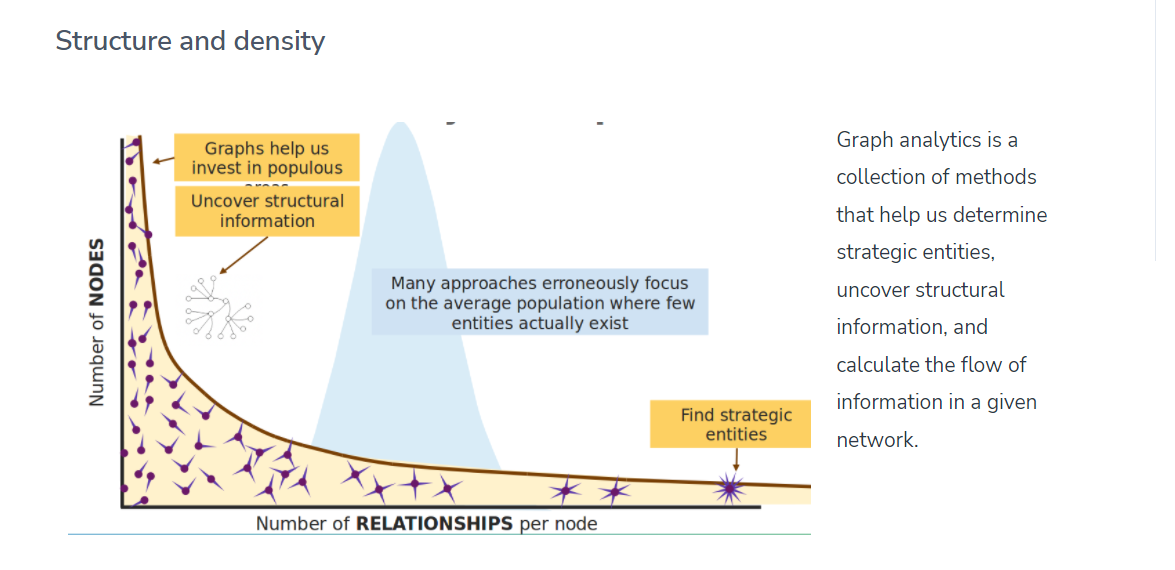 Structure and density
Graphs help us
invest in populous
Uncover structural
information
Many approaches erroneously focus
on the average population where few
entities actually exist
Find strategic
entities
Number of NODES
Number of RELATIONSHIPS per node
Graph analytics is a
collection of methods
that help us determine
strategic entities,
uncover structural
information, and
calculate the flow of
information in a given
network.